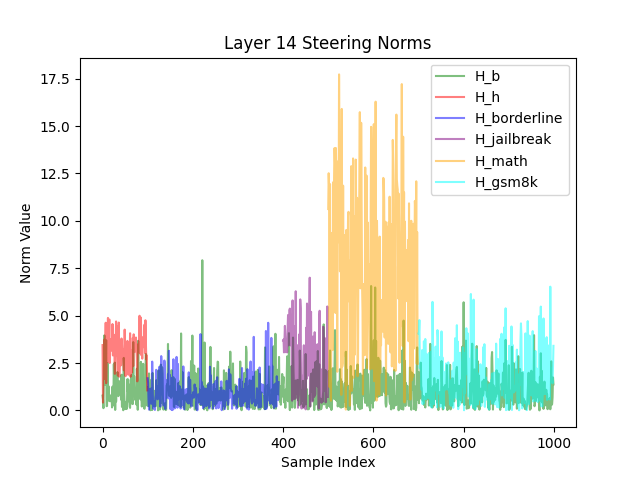 Layer 14 Steering Norms
Norm Value
17.5
15.0
12.5
10.0
7.5
5.0
2.5
0.0
H_b
H_h
H_borderline
H_jailbreak
H_math
H_gsm8k
0 200 400 600 800 1000
Sample Index